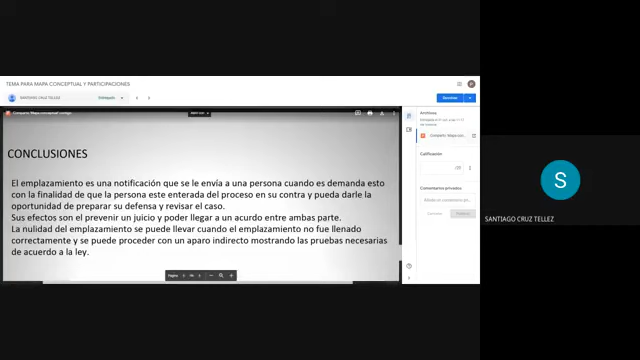 TEMA PARA MAPA CONCEPTUAL Y PARTICIPACIONES
SANTIAGO CRUZ TELLEZ
CONCLUSIONES
El emplazamiento es una notificación que se le envía a una persona cuando es demanda esto
con la finalidad de que la persona este enterada del proceso en su contra y pueda darle la
oportunidad de preparar su defensa y revisar el caso.
Sus efectos son el prevenir un juicio y poder llegar a un acurdo entre ambas parte.
La nulidad del emplazamiento se puede llevar cuando el emplazamiento no fue llenado
correctamente y se puede proceder con un aparo indirecto mostrando las pruebas necesarias
de acuerdo a la ley.
Página
Archivos
Calificación
Comentarios privados
S
SANTIAGO CRUZ TELLEZ